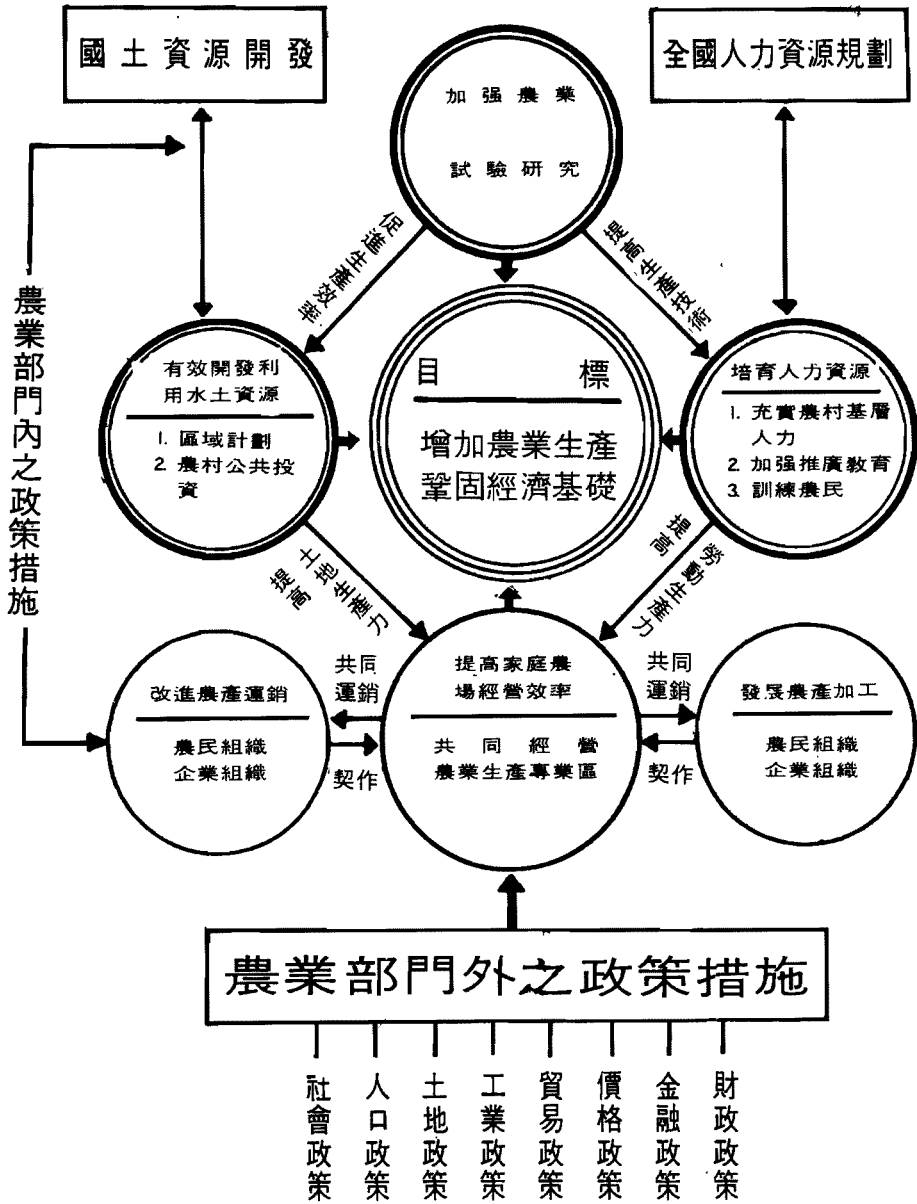 國土資源開發
全國人力資源規劃
加强農業
試驗研究
促進生產效率
提高生產技術
農業部門內之政策措施
有效開發利
用水土資源
1. 區域計劃
2. 農村公共投
資
目標
增加農業生產
鞏固經濟基礎
培育人力資源
1. 充實農村基層
人力
2. 加强推廣教育
3. 訓練農民
提高
土地生產力
提高
勞動生產力
改進農產運銷
農民組織
企業組織
共同
運銷
契作
提高家庭農
場經營效率
共同經營
農業生產專業區
共同
運銷
契作
發展農產加工
農民組織
企業組織
農業部門外之政策措施
社會政策
人口政策
土地政策
工業政策
貿易政策
價格政策
金融政策
財政政策